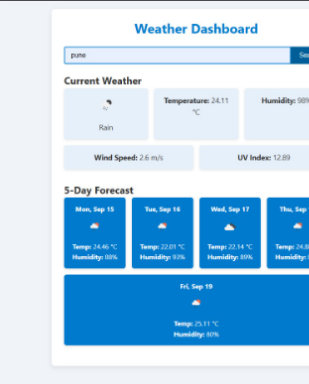 Weather Dashboard
pune
Current Weather
Rain
Temperature: 24.11
°C
Humidity: 98%
Wind Speed: 2.6 m/s
UV Index: 12.89
5-Day Forecast
Mon, Sep 15
Temp: 24.46 °C
Humidity: 88%
Tue, Sep 16
Temp: 22.01 °C
Humidity: 93%
Wed, Sep 17
Temp: 22.14 °C
Humidity: 89%
Thu, Sep
Temp: 24.8
Humidity:
Fri, Sep 19
Temp: 25.11 °C
Humidity: 80%